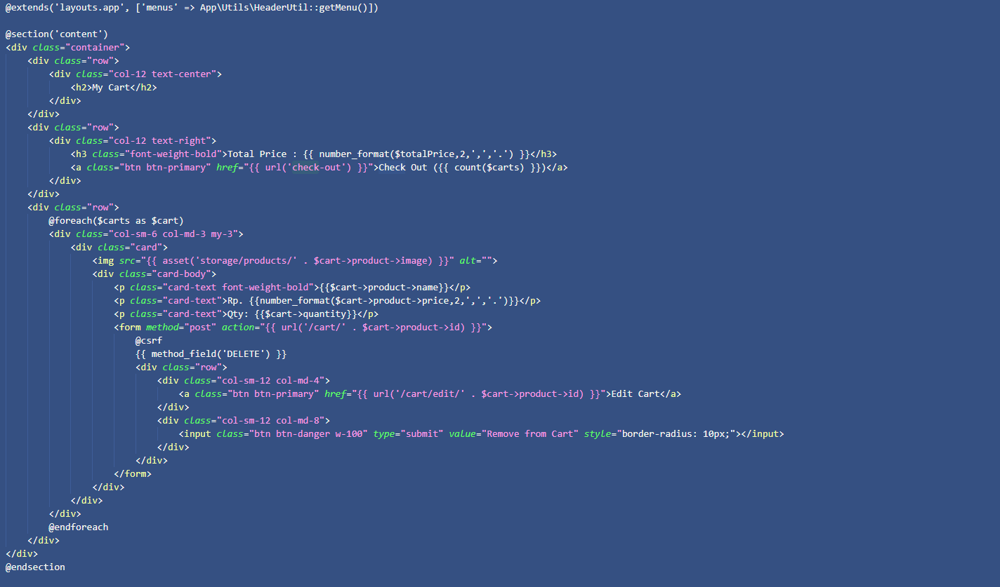 @extends('layouts.app', ['menus' => App\Utils\HeaderUtil::getMenu()])

@section('content')
<div class="container">
    <div class="row">
        <div class="col-12 text-center">
            <h2>My Cart</h2>
        </div>
    </div>
    <div class="row">
        <div class="col-12 text-right">
            <h3 class="font-weight-bold">Total Price : {{ number_format($totalPrice,2,',','.') }}</h3>
            <a class="btn btn-primary" href="{{ url('check-out') }}">Check Out ({{ count($carts) }})</a>
        </div>
    </div>
    <div class="row">
        @foreach($carts as $cart)
        <div class="col-sm-6 col-md-3 my-3">
            <div class="card">
                <img src="{{ asset('storage/products/' . $cart->product->image) }}" alt="">
                <div class="card-body">
                    <p class="card-text font-weight-bold">{{$cart->product->name}}</p>
                    <p class="card-text">Rp. {{number_format($cart->product->price,2,',','.')}}</p>
                    <p class="card-text">Qty: {{$cart->quantity}}</p>
                    <form method="post" action="{{ url('/cart/' . $cart->product->id) }}">
                        @csrf
                        {{ method_field('DELETE') }}
                        <div class="row">
                            <div class="col-sm-12 col-md-4">
                                <a class="btn btn-primary" href="{{ url('/cart/edit/' . $cart->product->id) }}">Edit Cart</a>
                            </div>
                            <div class="col-sm-12 col-md-8">
                                <input class="btn btn-danger w-100" type="submit" value="Remove from Cart" style="border-radius: 10px;"></input>
                            </div>
                        </div>
                    </form>
                </div>
            </div>
        </div>
        @endforeach
    </div>
</div>
@endsection